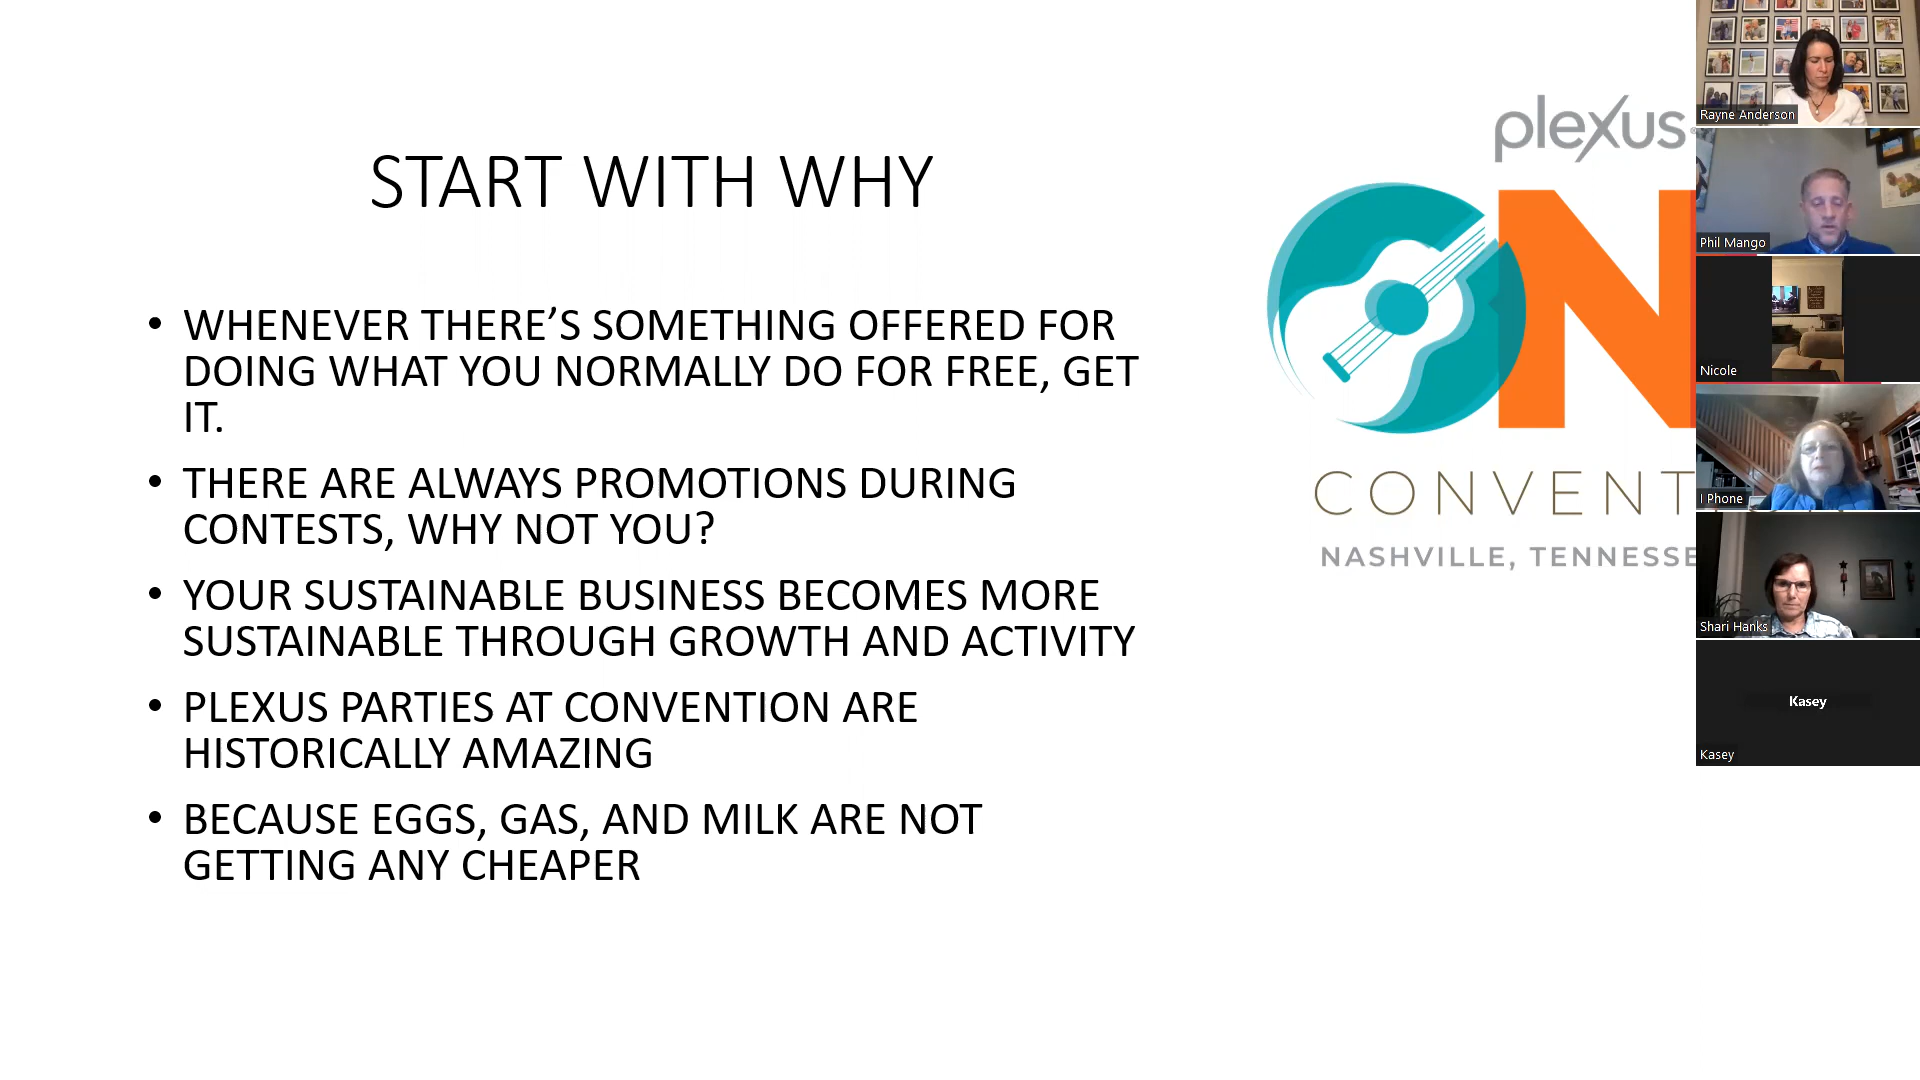 START WITH WHY
• WHENEVER THERE’S SOMETHING OFFERED FOR
DOING WHAT YOU NORMALLY DO FOR FREE, GET
IT.
• THERE ARE ALWAYS PROMOTIONS DURING
CONTESTS, WHY NOT YOU?
• YOUR SUSTAINABLE BUSINESS BECOMES MORE
SUSTAINABLE THROUGH GROWTH AND ACTIVITY
• PLEXUS PARTIES AT CONVENTION ARE
HISTORICALLY AMAZING
• BECAUSE EGGS, GAS, AND MILK ARE NOT
GETTING ANY CHEAPER
plexus
ON
CONVENT
NASHVILLE, TENNESSE
Rayne Anderson
Phil Mango
Nicole
I Phone
Shari Hanks
Kasey
Kasey